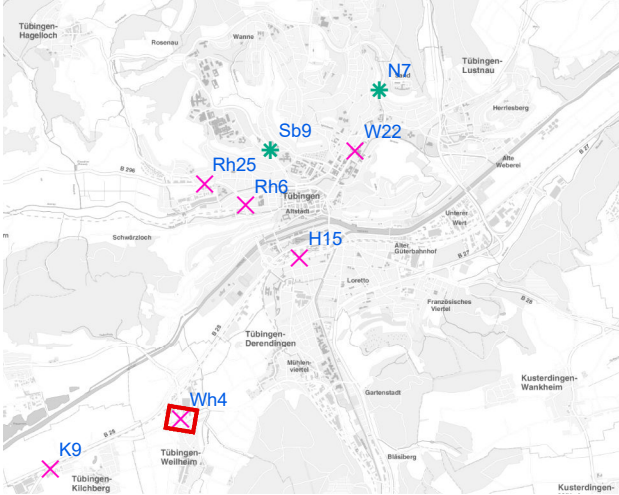 Tübingen-
Hagelloch
Rosenau
Wanne
N7
Sand
Tübingen-
Lustnau
Herrlesberg
Sb9
W22
B 27
Alte
Weberei
B 296
Rh25
Rh6
Tübingen
Altstadt
Unterer
Wert
Schwärzloch
H15
Alter
Güterbahnhof
B 27
Loretto
B 28
Französisches
Viertel
B 28
Tübingen-
Derendingen
Mühlen-
viertel
Kusterdingen-
Wankheim
Gartenstadt
Wh4
B 28
K9
Tübingen-
Weilheim
Bläsiberg
Tübingen-
Kilchberg
Kusterdingen-